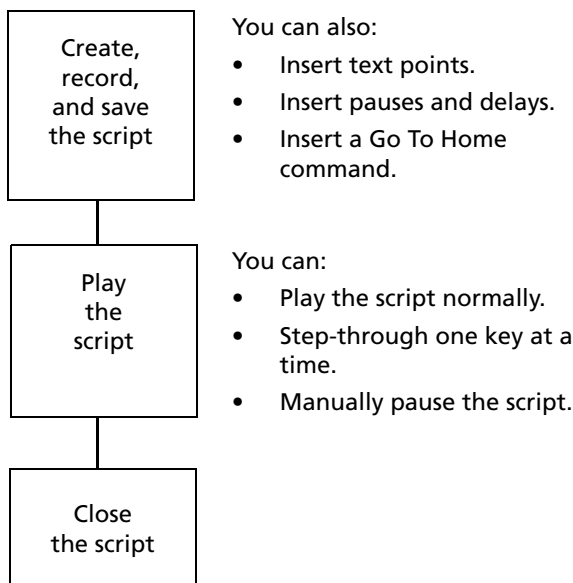 Create,
record,
and save
the script
You can also:
• Insert text points.
• Insert pauses and delays.
• Insert a Go To Home
command.
Play
the
script
You can:
• Play the script normally.
• Step-through one key at a
time.
• Manually pause the script.
Close
the script